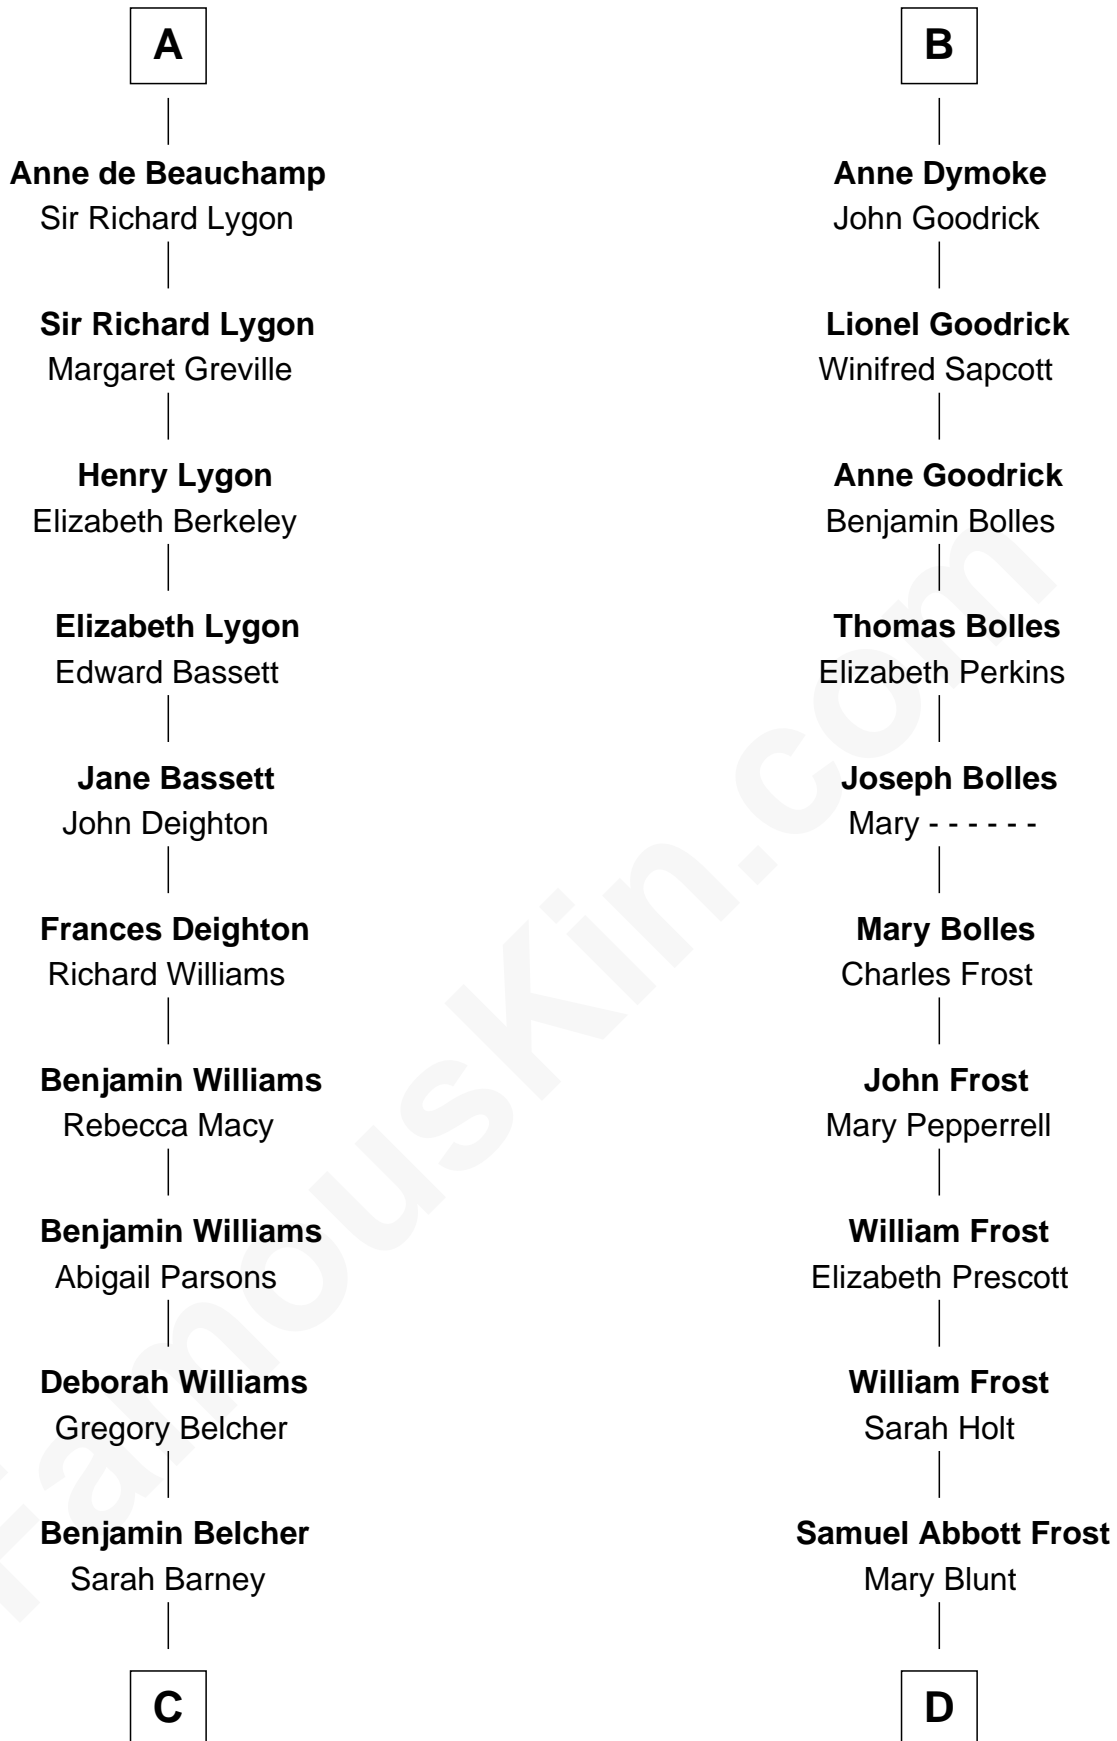 A
Anne de Beauchamp
Sir Richard Lygon
Sir Richard Lygon
Margaret Greville
Henry Lygon
Elizabeth Berkeley
Elizabeth Lygon
Edward Bassett
Jane Bassett
John Deighton
Frances Deighton
Richard Williams
Benjamin Williams
Rebecca Macy
Benjamin Williams
Abigail Parsons
Deborah Williams
Gregory Belcher
Benjamin Belcher
Sarah Barney
C
B
Anne Dymoke
John Goodrick
Lionel Goodrick
Winifred Sapcott
Anne Goodrick
Benjamin Bolles
Thomas Bolles
Elizabeth Perkins
Joseph Bolles
Mary - - - - - -
Mary Bolles
Charles Frost
John Frost
Mary Pepperrell
William Frost
Elizabeth Prescott
William Frost
Sarah Holt
Samuel Abbott Frost
Mary Blunt
D
FamousKin.com